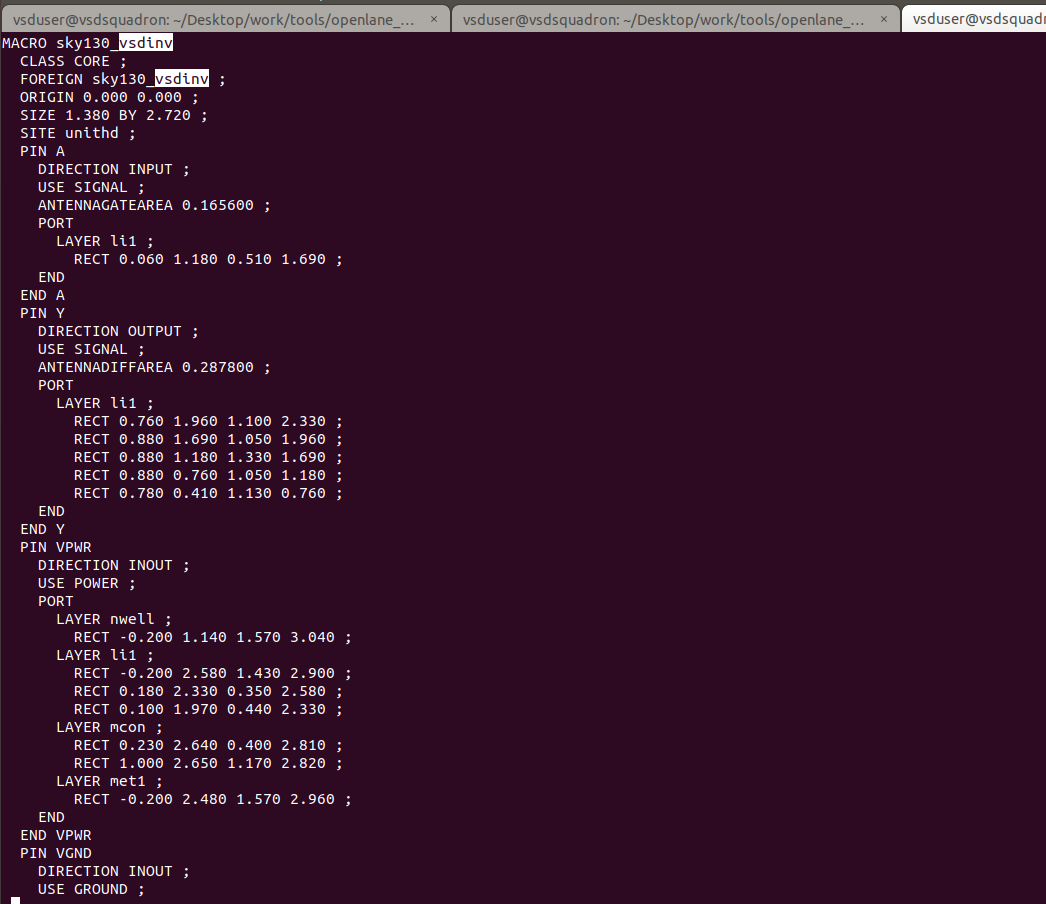 vsduser@vsdsquadron: ~/Desktop/work/tools/openlane_... × vsduser@vsdsquadron: ~/Desktop/work/tools/openlane_... × vsduser@vsdsquadr
MACRO sky130_vsdinv
  CLASS CORE ;
  FOREIGN sky130_vsdinv ;
  ORIGIN 0.000 0.000 ;
  SIZE 1.380 BY 2.720 ;
  SITE unithd ;
  PIN A
    DIRECTION INPUT ;
    USE SIGNAL ;
    ANTENNAGATEAREA 0.165600 ;
    PORT
      LAYER li1 ;
        RECT 0.060 1.180 0.510 1.690 ;
    END
  END A
  PIN Y
    DIRECTION OUTPUT ;
    USE SIGNAL ;
    ANTENNADIFFAREA 0.287800 ;
    PORT
      LAYER li1 ;
        RECT 0.760 1.960 1.100 2.330 ;
        RECT 0.880 1.690 1.050 1.960 ;
        RECT 0.880 1.180 1.330 1.690 ;
        RECT 0.880 0.760 1.050 1.180 ;
        RECT 0.780 0.410 1.130 0.760 ;
    END
  END Y
  PIN VPWR
    DIRECTION INOUT ;
    USE POWER ;
    PORT
      LAYER nwell ;
        RECT -0.200 1.140 1.570 3.040 ;
      LAYER li1 ;
        RECT -0.200 2.580 1.430 2.900 ;
        RECT 0.180 2.330 0.350 2.580 ;
        RECT 0.100 1.970 0.440 2.330 ;
      LAYER mcon ;
        RECT 0.230 2.640 0.400 2.810 ;
        RECT 1.000 2.650 1.170 2.820 ;
      LAYER met1 ;
        RECT -0.200 2.480 1.570 2.960 ;
    END
  END VPWR
  PIN VGND
    DIRECTION INOUT ;
    USE GROUND ;